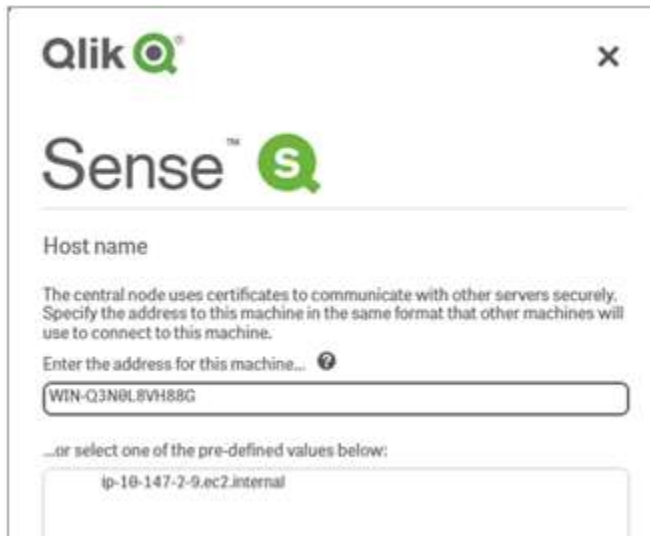 Qlik Q®
Sense™ S
Host name
The central node uses certificates to communicate with other servers securely.
Specify the address to this machine in the same format that other machines will
use to connect to this machine.
Enter the address for this machine... ?
WIN-Q3N0L8VH88G
...or select one of the pre-defined values below:
ip-10-147-2-9.ec2.internal